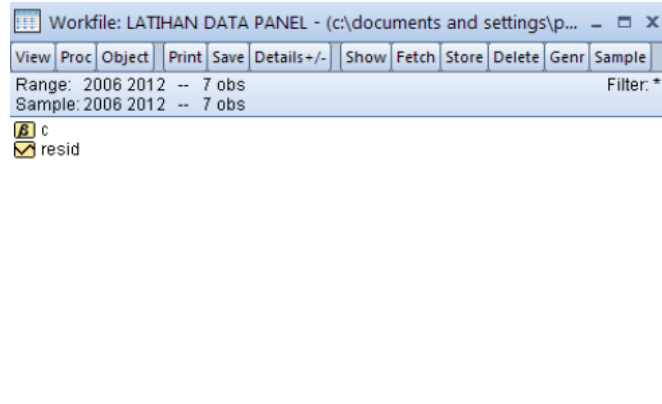 Workfile: LATIHAN DATA PANEL - (c:\documents and settings\p...
View Proc Object Print Save Details+/- Show Fetch Store Delete Genr Sample
Range: 2006 2012 -- 7 obs Filter: *
Sample: 2006 2012 -- 7 obs
β c
resid